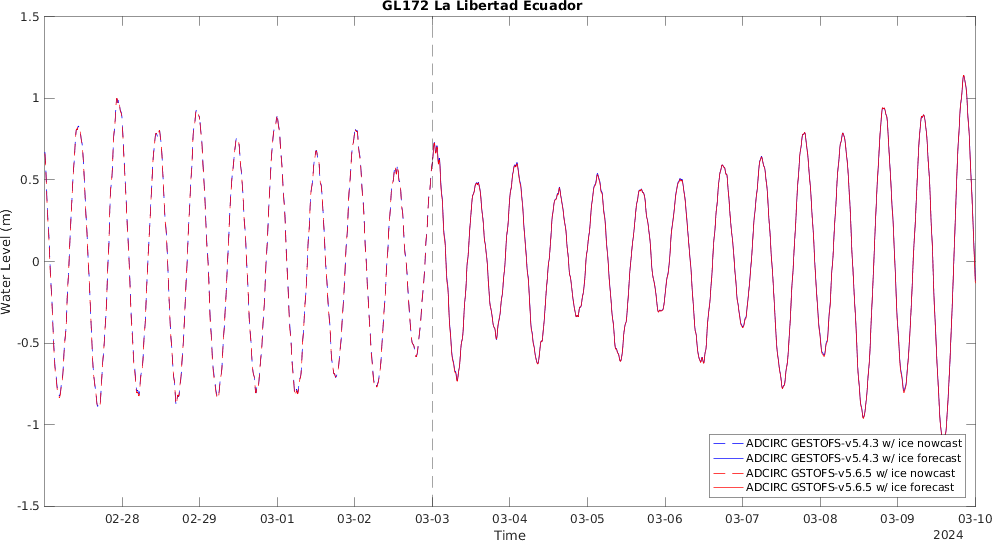 GL172 La Libertad Ecuador
1.5
1
0.5
0
-0.5
-1
-1.5
Water Level (m)
ADCIRC GESTOFS-v5.4.3 w/ ice nowcast
ADCIRC GESTOFS-v5.4.3 w/ ice forecast
ADCIRC GSTOFS-v5.6.5 w/ ice nowcast
ADCIRC GSTOFS-v5.6.5 w/ ice forecast
02-28 02-29 03-01 03-02 03-03 03-04 03-05 03-06 03-07 03-08 03-09 03-10
Time
2024